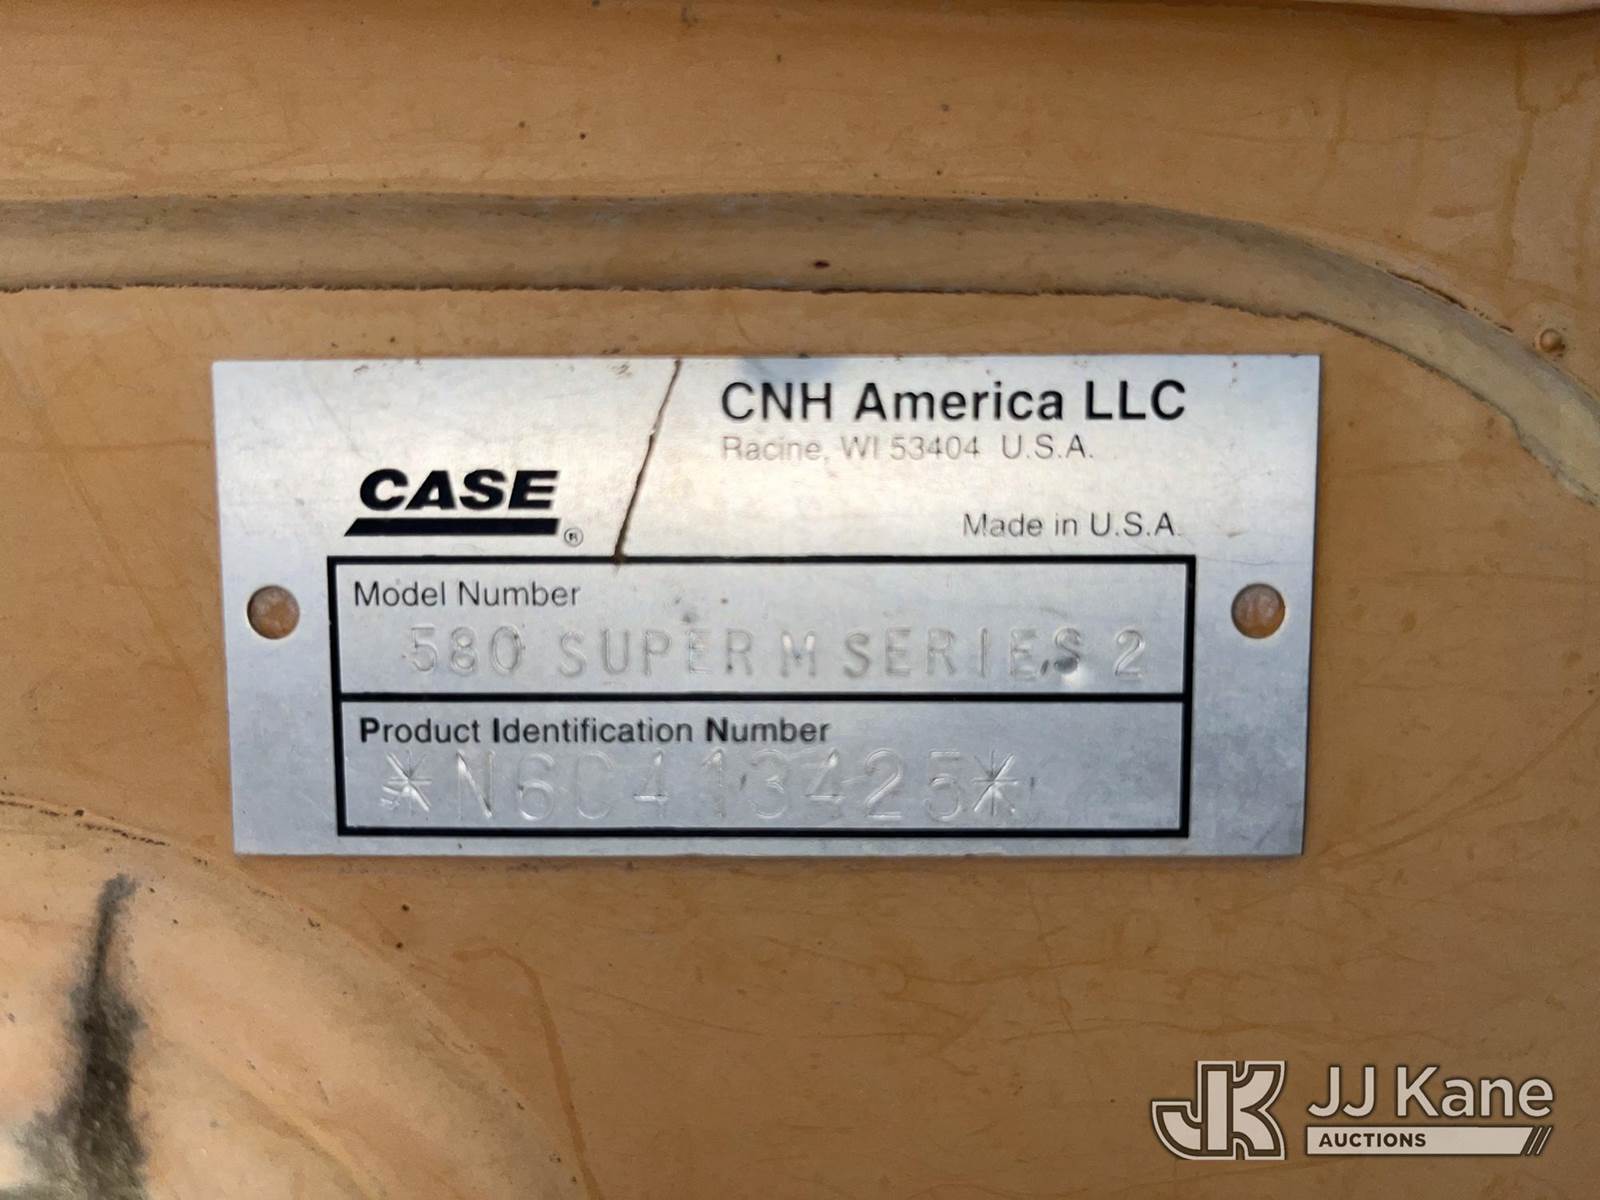 CNH America LLC
Racine, WI 53404 U.S.A.
CASE ®
Made in U.S.A.
Model Number
580 SUPER M SERIES 2
Product Identification Number
*N6C413425*
JK JJ Kane
AUCTIONS